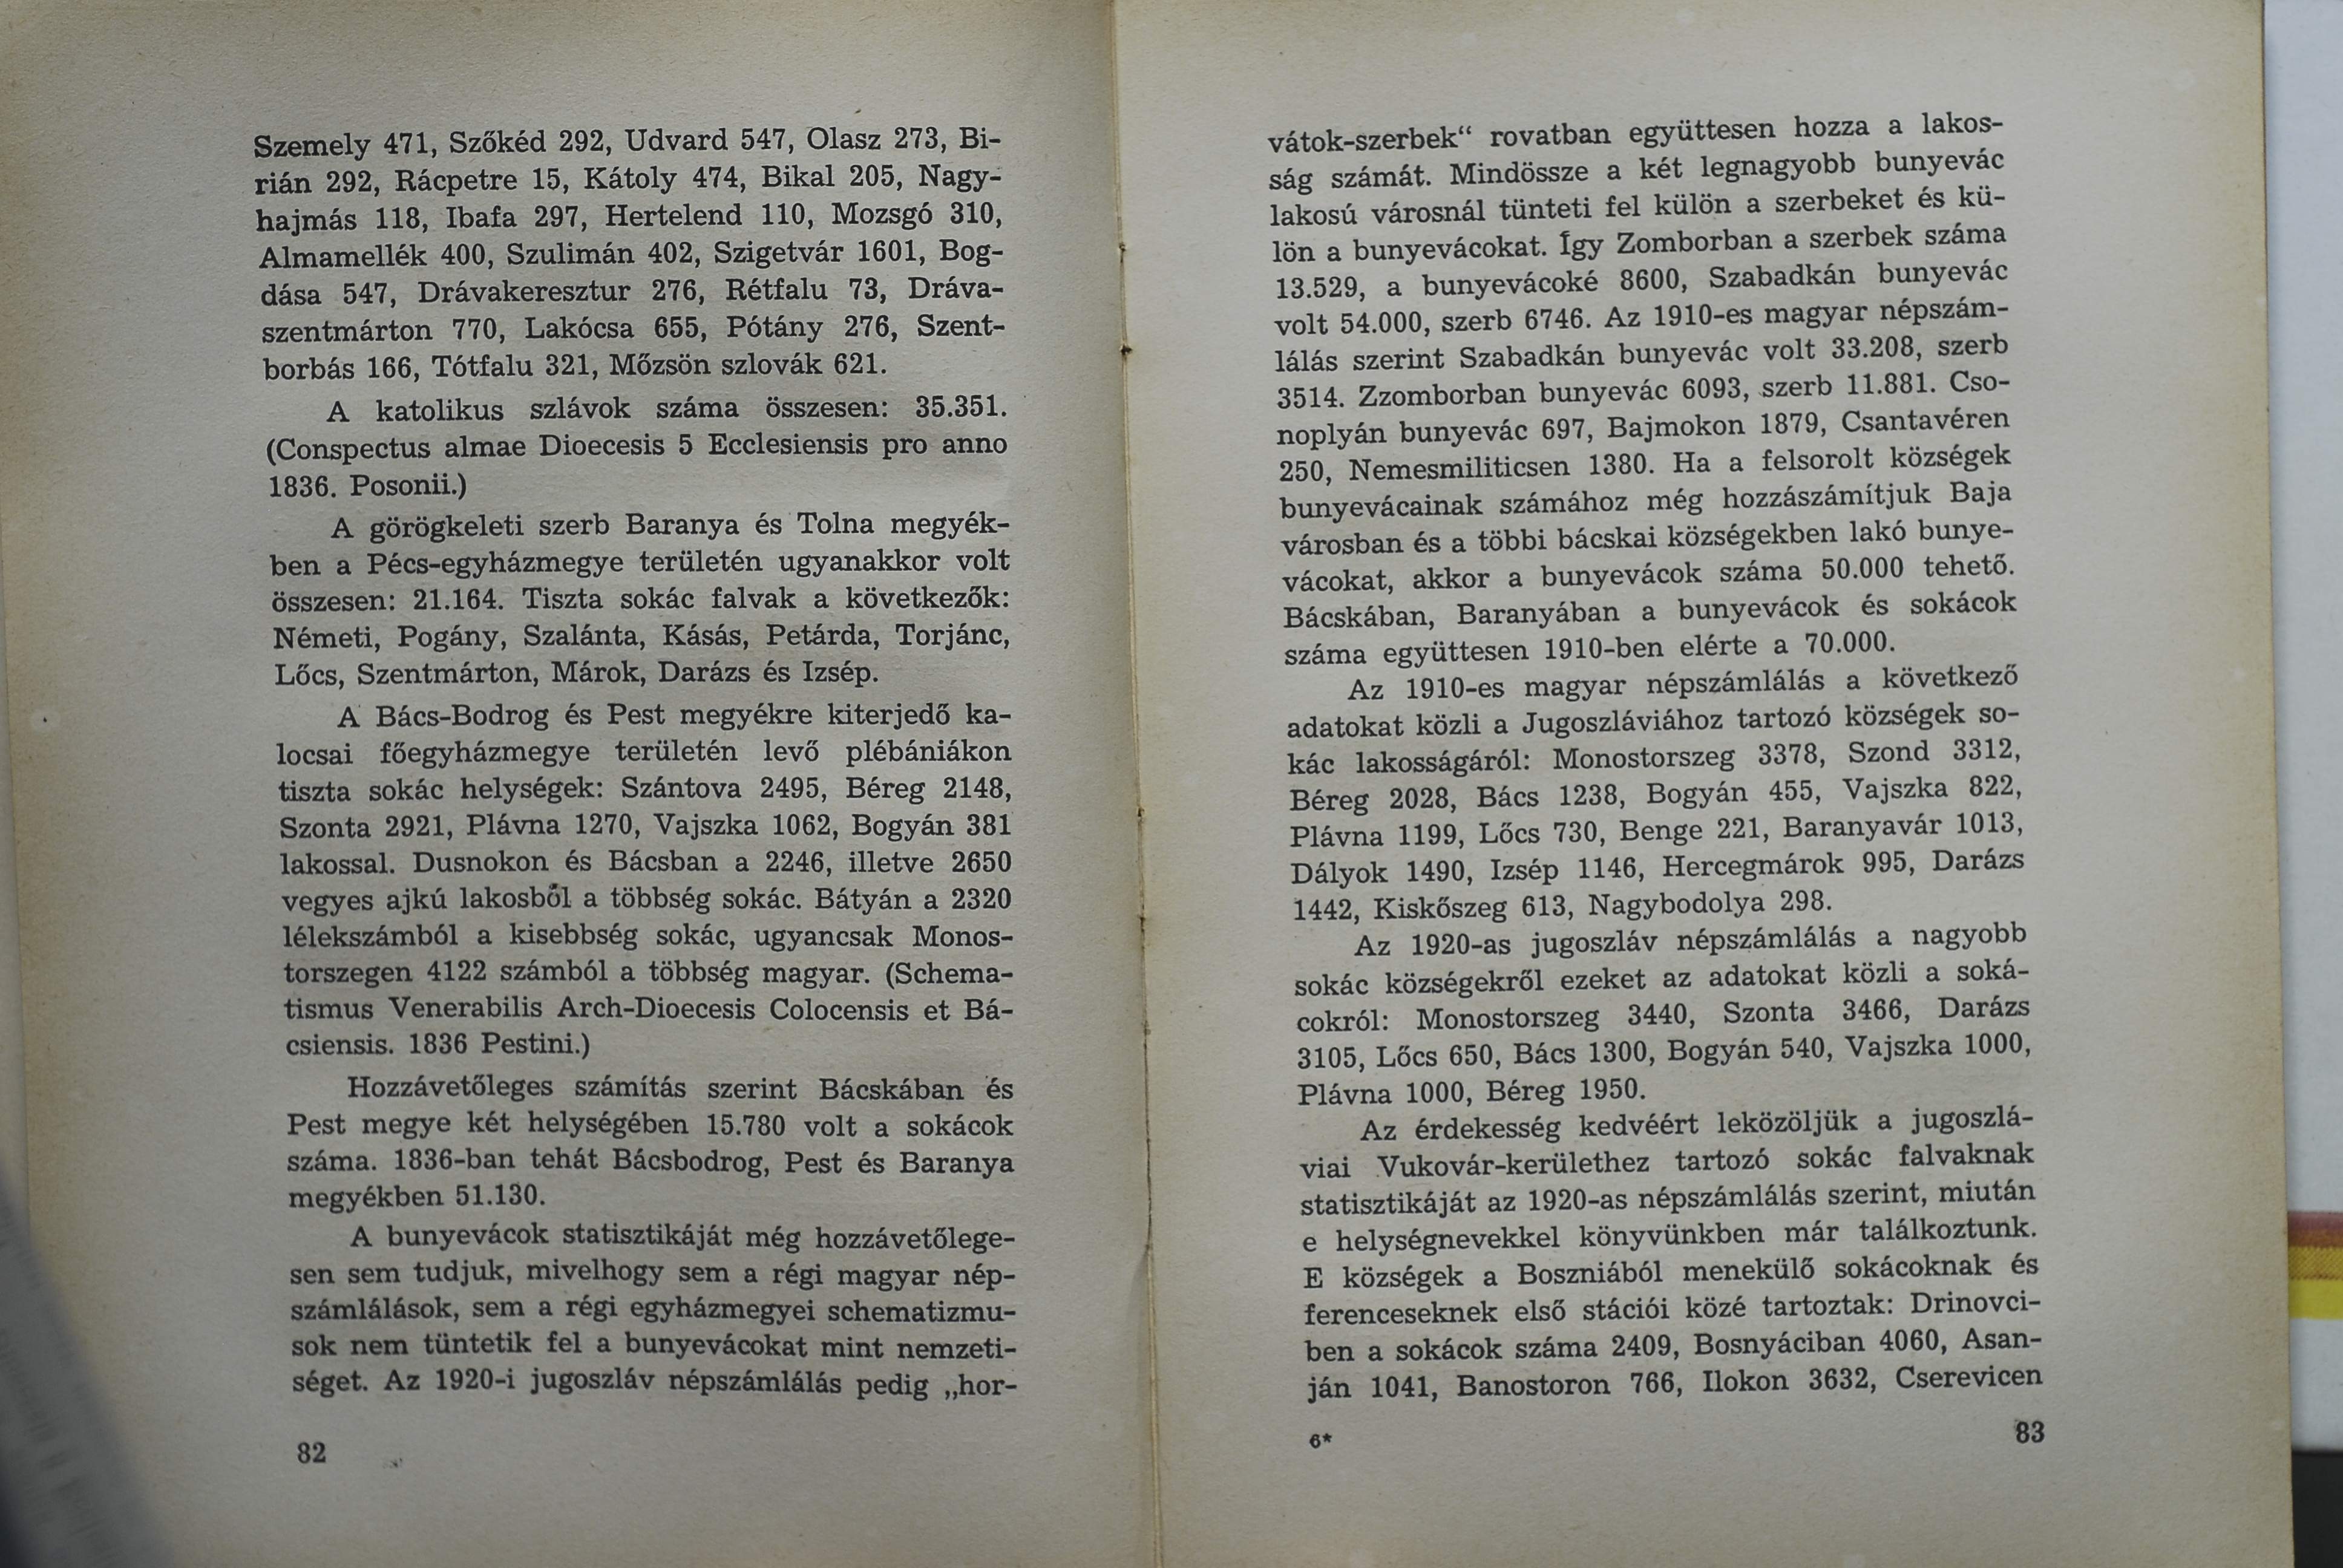 Szemely 471, Szőkéd 292, Udvard 547, Olasz 273, Bi-
rián 292, Rácpetre 15, Kátoly 474, Bikal 205, Nagy-
hajmás 118, Ibafa 297, Hertelend 110, Mozsgó 310,
Almamellék 400, Szulimán 402, Szigetvár 1601, Bog-
dása 547, Drávakeresztur 276, Rétfalu 73, Dráva-
szentmárton 770, Lakócsa 655, Pótány 276, Szent-
borbás 166, Tótfalu 321, Mőzsön szlovák 621.
A katolikus szlávok száma összesen: 35.351.
(Conspectus almae Dioecesis 5 Ecclesiensis pro anno
1836. Posonii.)
A görögkeleti szerb Baranya és Tolna megyék-
ben a Pécs-egyházmegye területén ugyanakkor volt
összesen: 21.164. Tiszta sokác falvak a következők:
Németi, Pogány, Szalánta, Kásás, Petárda, Torjánc,
Lőcs, Szentmárton, Márok, Darázs és Izsép.
A Bács-Bodrog és Pest megyékre kiterjedő ka-
locsai főegyházmegye területén levő plébániákon
tiszta sokác helységek: Szántova 2495, Béreg 2148,
Szonta 2921, Plávna 1270, Vajszka 1062, Bogyán 381
lakossal. Dusnokon és Bácsban a 2246, illetve 2650
vegyes ajkú lakosból a többség sokác. Bátyán a 2320
lélekszámból a kisebbség sokác, ugyancsak Monos-
torszegen 4122 számból a többség magyar. (Schema-
tismus Venerabilis Arch-Dioecesis Colocensis et Bá-
csiensis. 1836 Pestini.)
Hozzávetőleges számítás szerint Bácskában és
Pest megye két helységében 15.780 volt a sokácok
száma. 1836-ban tehát Bácsbodrog, Pest és Baranya
megyékben 51.130.
A bunyevácok statisztikáját még hozzávetőlege-
sen sem tudjuk, mivelhogy sem a régi magyar nép-
számlálások, sem a régi egyházmegyei schematizmu-
sok nem tüntetik fel a bunyevácokat mint nemzeti-
séget. Az 1920-i jugoszláv népszámlálás pedig „hor-
82
vátok-szerbek“ rovatban együttesen hozza a lakos-
ság számát. Mindössze a két legnagyobb bunyevác
lakosú városnál tünteti fel külön a szerbeket és kü-
lön a bunyevácokat. Így Zomborban a szerbek száma
13.529, a bunyevácoké 8600, Szabadkán bunyevác
volt 54.000, szerb 6746. Az 1910-es magyar népszám-
lálás szerint Szabadkán bunyevác volt 33.208, szerb
3514. Zzomborban bunyevác 6093, szerb 11.881. Cso-
noplyán bunyevác 697, Bajmokon 1879, Csantavéren
250, Nemesmiliticsen 1380. Ha a felsorolt községek
bunyevácainak számához még hozzászámítjuk Baja
városban és a többi bácskai községekben lakó bunye-
vácokat, akkor a bunyevácok száma 50.000 tehető.
Bácskában, Baranyában a bunyevácok és sokácok
száma együttesen 1910-ben elérte a 70.000.
Az 1910-es magyar népszámlálás a következő
adatokat közli a Jugoszláviához tartozó községek so-
kác lakosságáról: Monostorszeg 3378, Szond 3312,
Béreg 2028, Bács 1238, Bogyán 455, Vajszka 822,
Plávna 1199, Lőcs 730, Benge 221, Baranyavár 1013,
Dályok 1490, Izsép 1146, Hercegmárok 995, Darázs
1442, Kiskőszeg 613, Nagybodolya 298.
Az 1920-as jugoszláv népszámlálás a nagyobb
sokác községekről ezeket az adatokat közli a soká-
cokról: Monostorszeg 3440, Szonta 3466, Darázs
3105, Lőcs 650, Bács 1300, Bogyán 540, Vajszka 1000,
Plávna 1000, Béreg 1950.
Az érdekesség kedvéért leközöljük a jugoszlá-
viai Vukovár-kerülethez tartozó sokác falvaknak
statisztikáját az 1920-as népszámlálás szerint, miután
e helységnevekkel könyvünkben már találkoztunk.
E községek a Boszniából menekülő sokácoknak és
ferenceseknek első stációi közé tartoztak: Drinovci-
ben a sokácok száma 2409, Bosnyáciban 4060, Asan-
ján 1041, Banostoron 766, Ilokon 3632, Cserevicen
6*
83